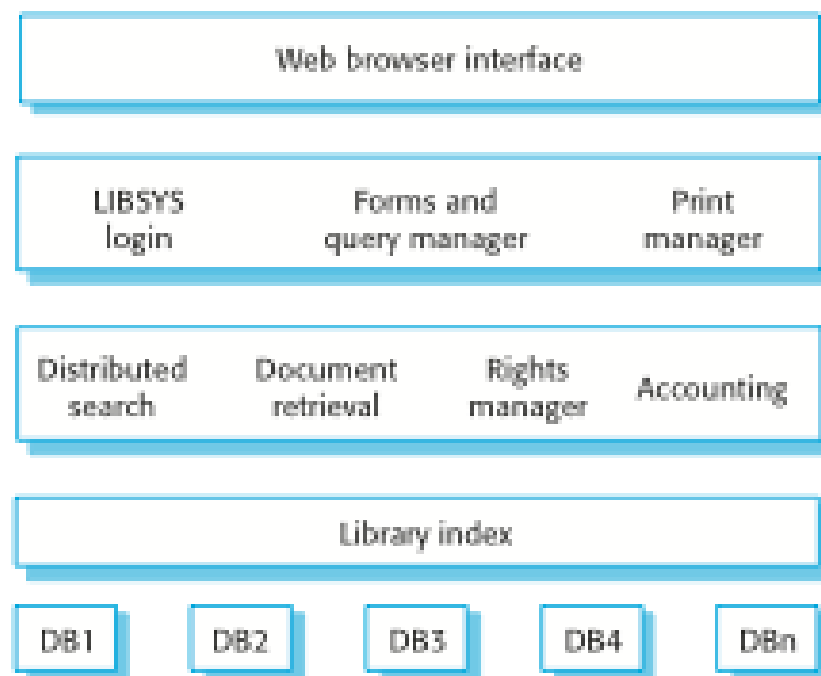 Web browser interface
LIBSYS Forms and Print
login query manager manager
Distributed Document Rights Accounting
search retrieval manager
Library index
DB1 DB2 DB3 DB4 DBn